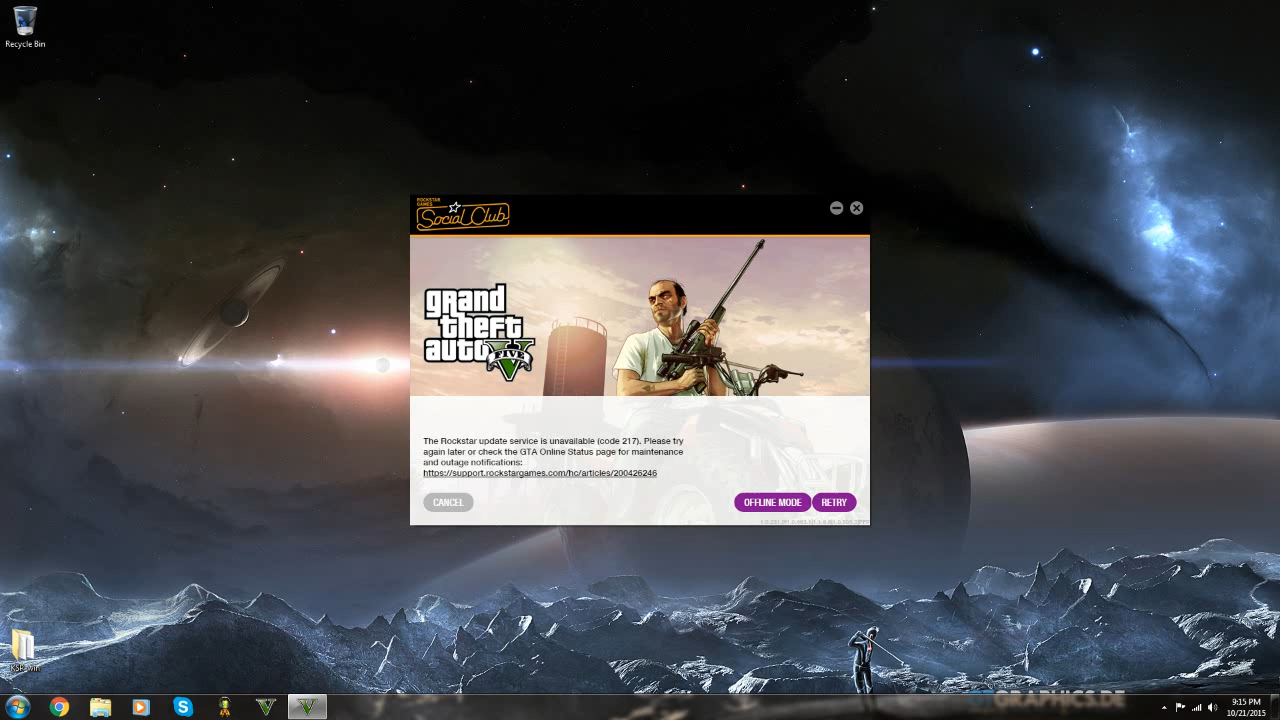 Recycle Bin
ROCKSTAR
GAMES
Social Club
grand
theft
auto
FIVE
The Rockstar update service is unavailable (code 217). Please try
again later or check the GTA Online Status page for maintenance
and outage notifications:
https://support.rockstargames.com/hc/articles/200426246
CANCEL
OFFLINE MODE
RETRY
9:15 PM
10/21/2015